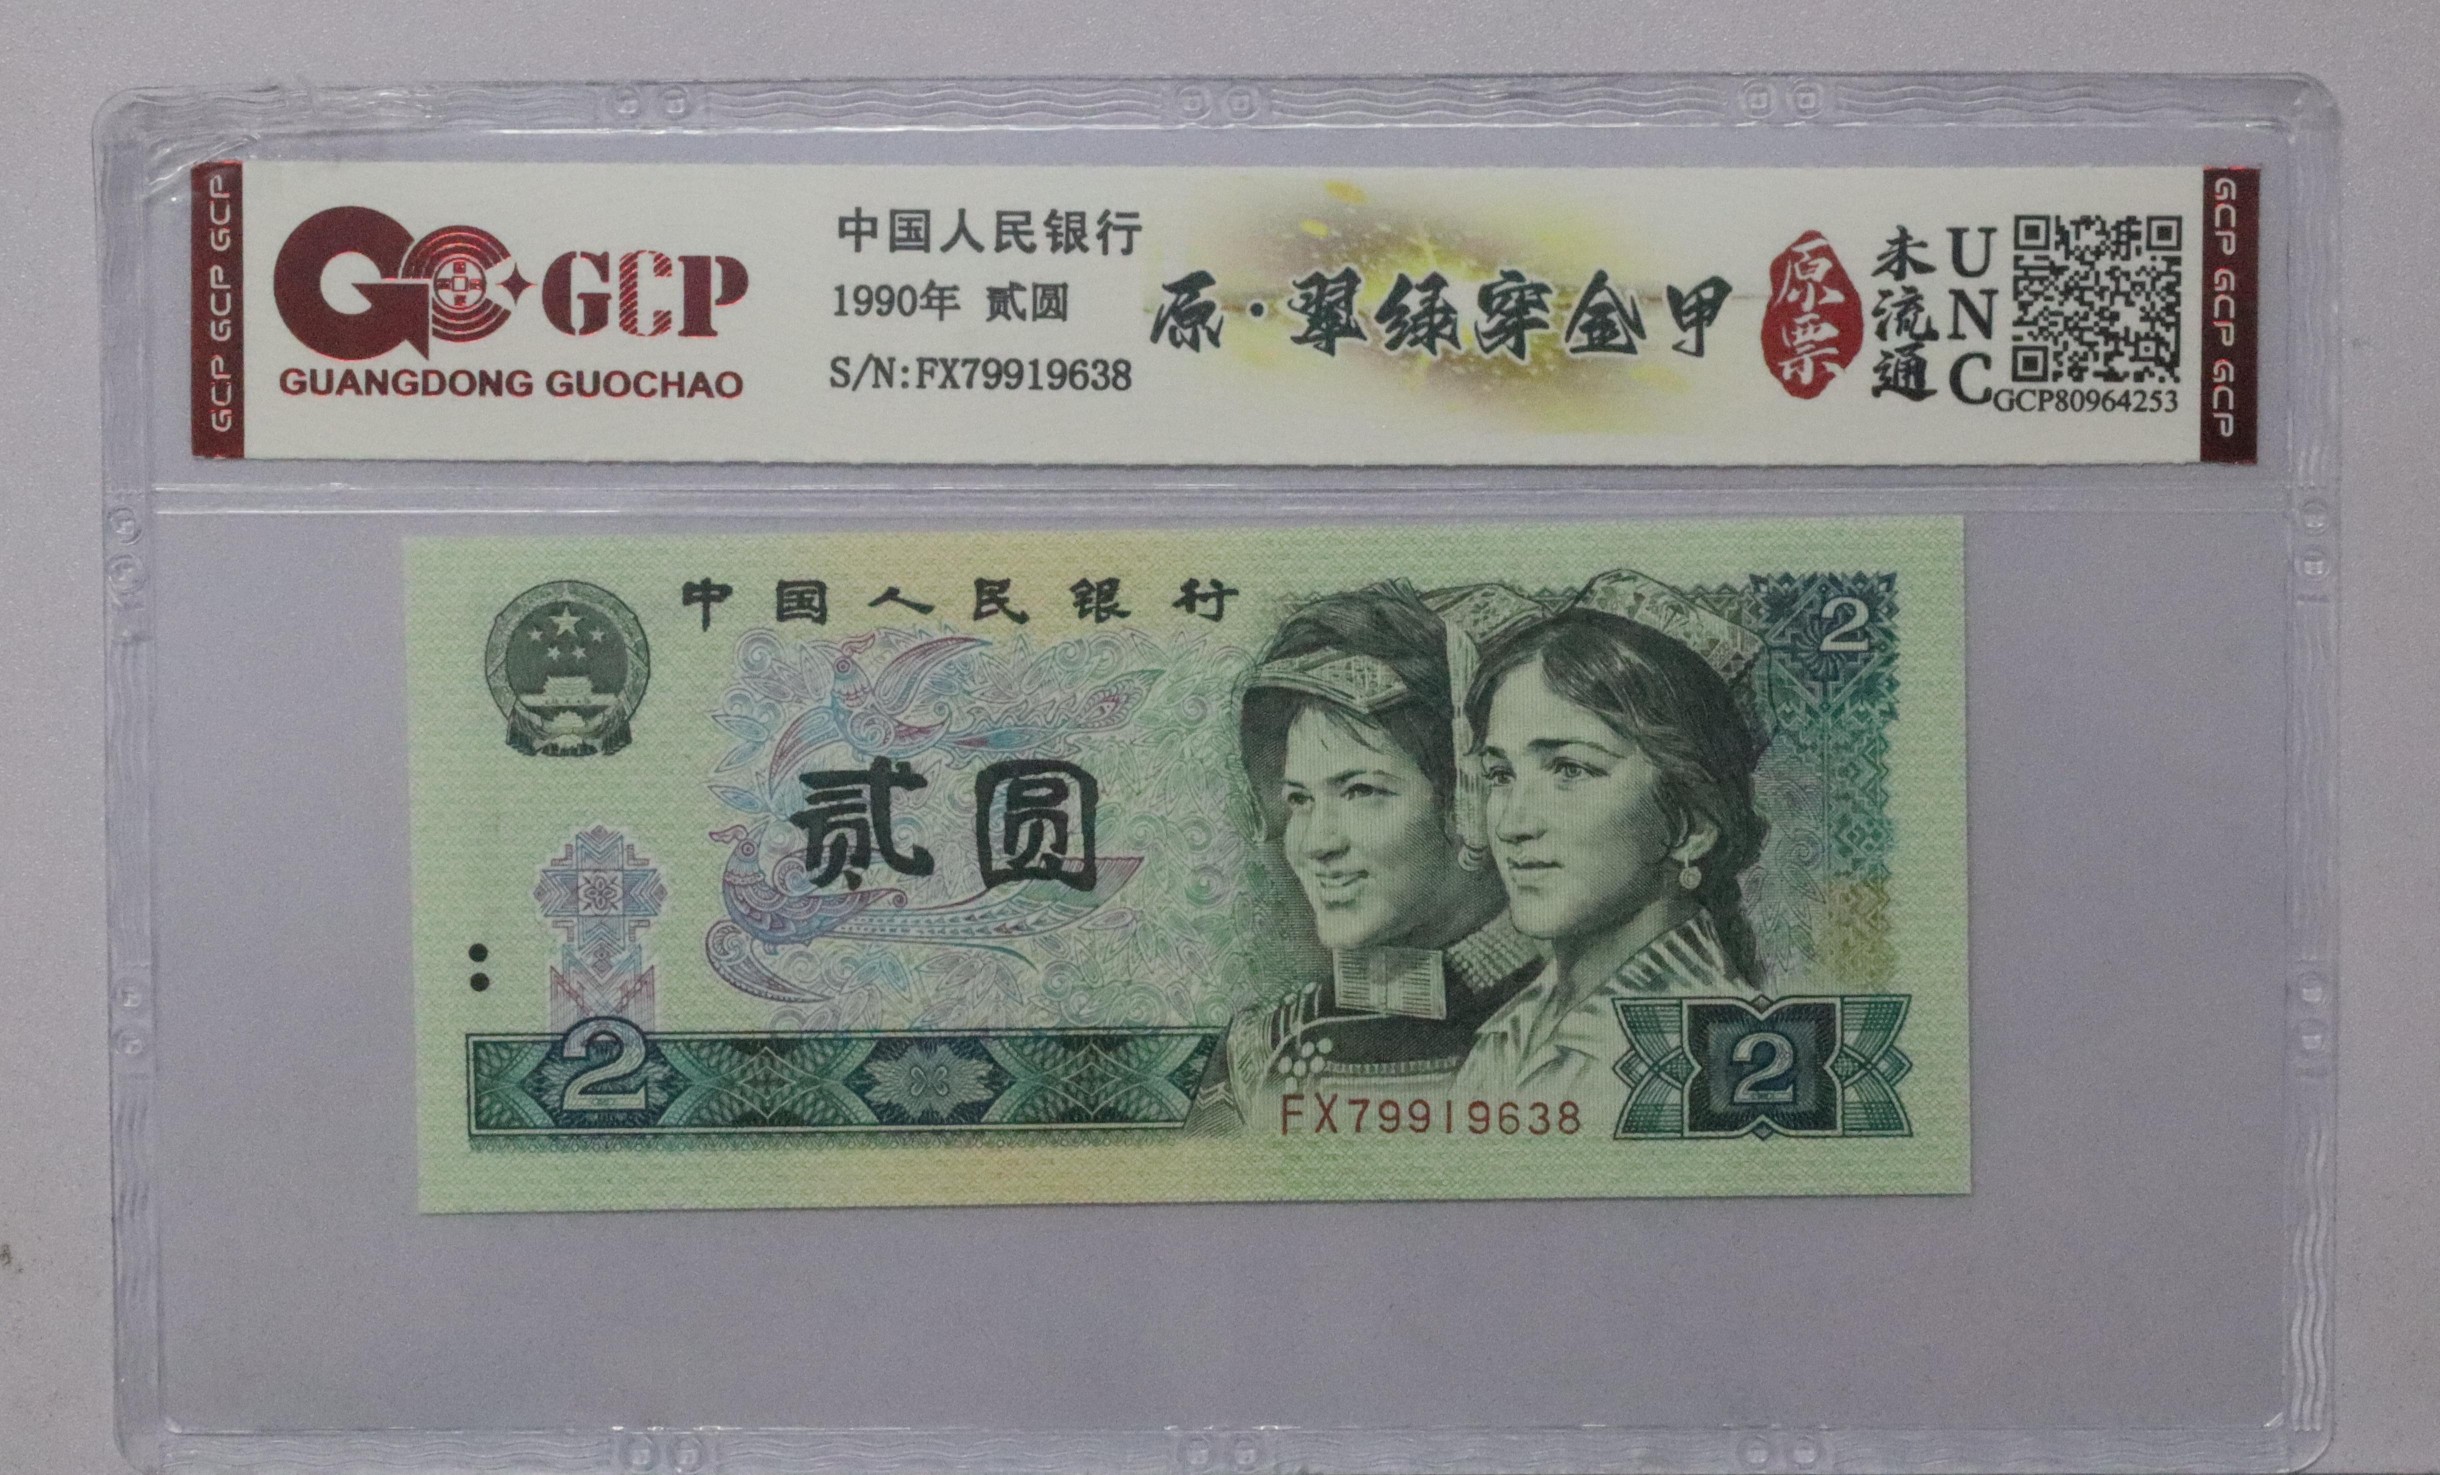 GCP GCP GCP
GCP
GUANGDONG GUOCHAO
中国人民银行
1990年 贰圆
S/N:FX79919638
原·翠绿穿金甲
原票
未流通
UNC
GCP80964253
GCP GCP GCP
中国人民银行
2
贰圆
2
FX79919638
2